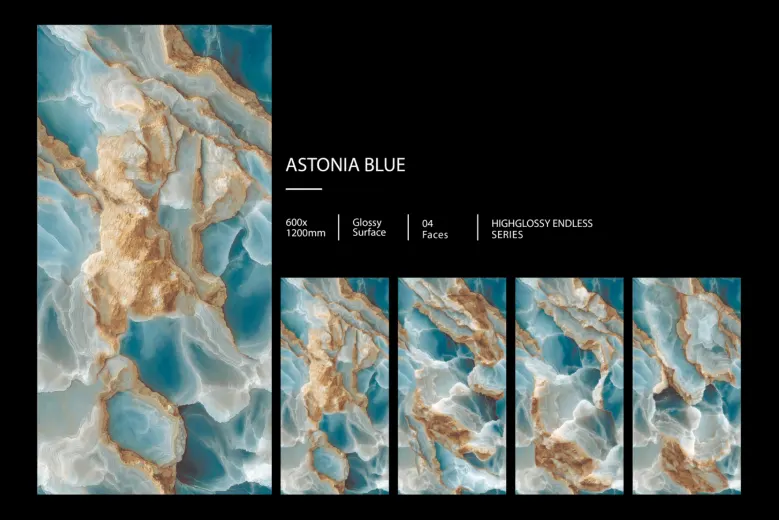 ASTONIA BLUE
600x
1200mm
Glossy
Surface
04
Faces
HIGHGLOSSY ENDLESS
SERIES